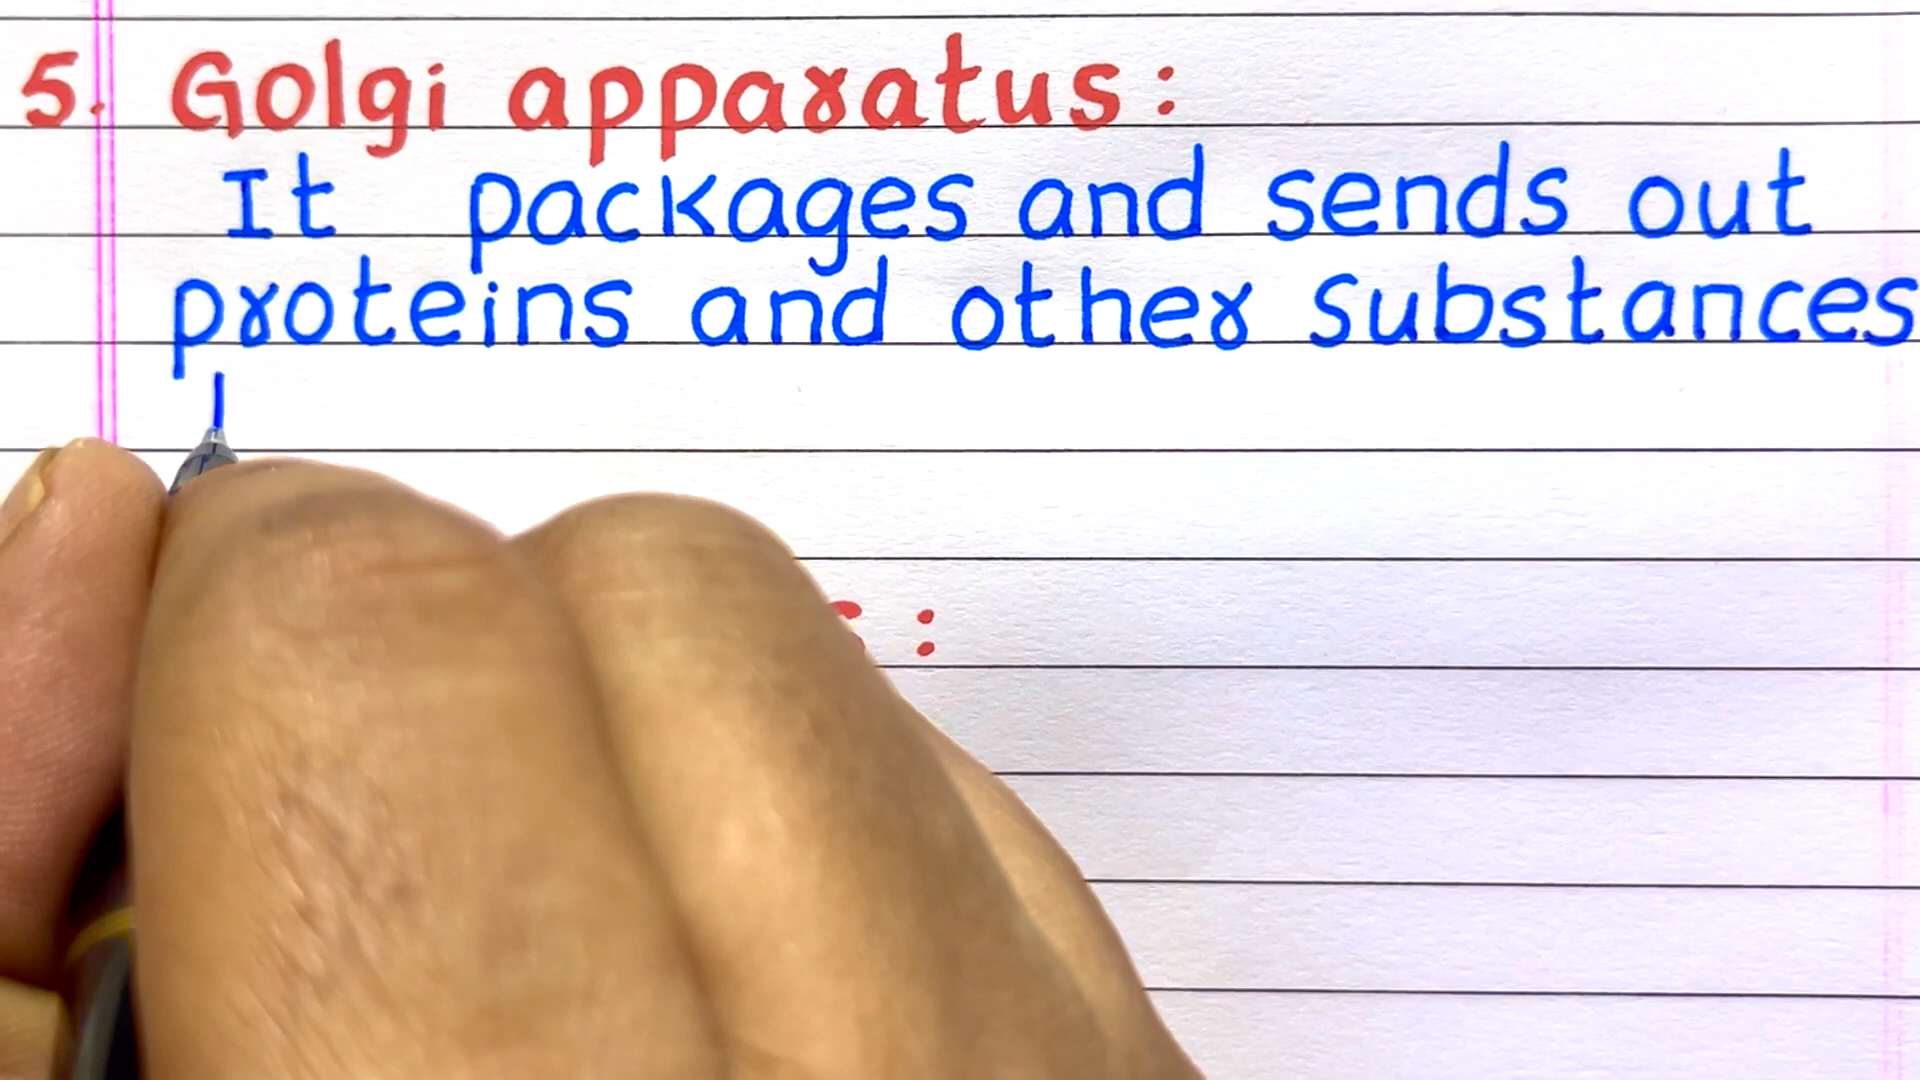 5. Golgi apparatus:
It packages and sends out
proteins and other substances